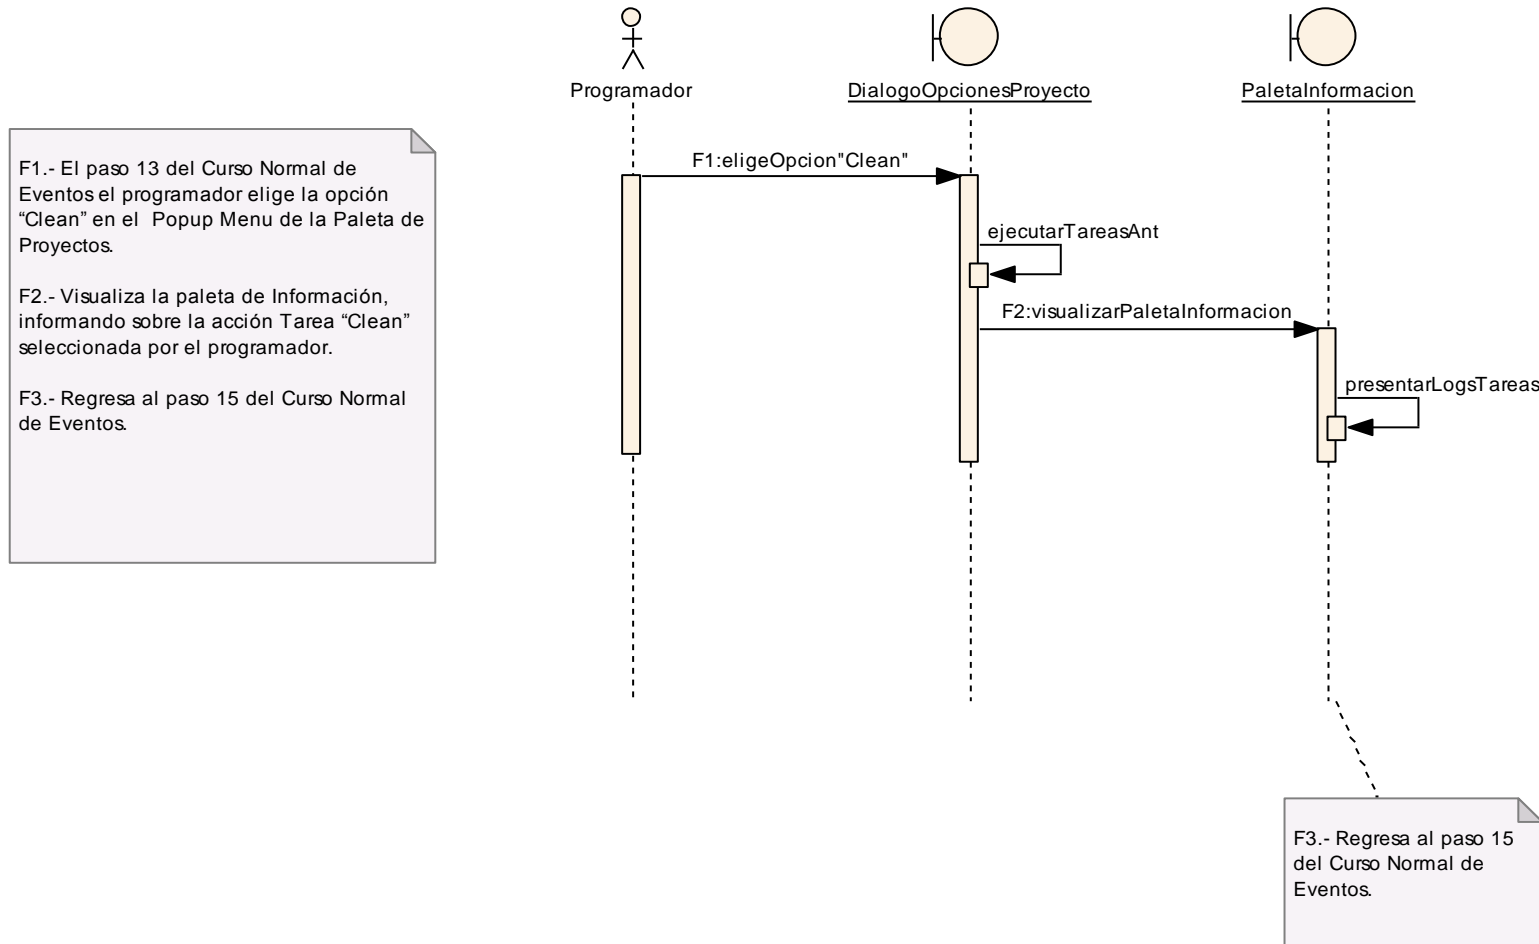 Programador
DialogoOpcionesProyecto
PaletaInformacion
F1.- El paso 13 del Curso Normal de
Eventos el programador elige la opción
“Clean” en el Popup Menu de la Paleta de
Proyectos.
F2.- Visualiza la paleta de Información,
informando sobre la acción Tarea “Clean”
seleccionada por el programador.
F3.- Regresa al paso 15 del Curso Normal
de Eventos.
F1:eligeOpcion"Clean"
ejecutarTareasAnt
F2:visualizarPaletaInformacion
presentarLogsTareas
F3.- Regresa al paso 15
del Curso Normal de
Eventos.